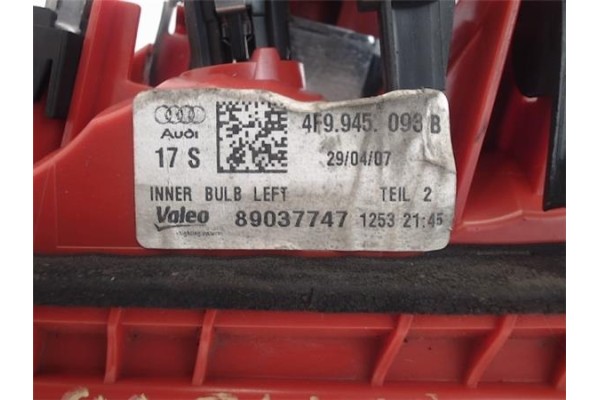 Audi
4F9.945. 093 B
17 S
29/04/07
INNER BULB LEFT TEIL 2
Valeo 89037747 1253 21:45